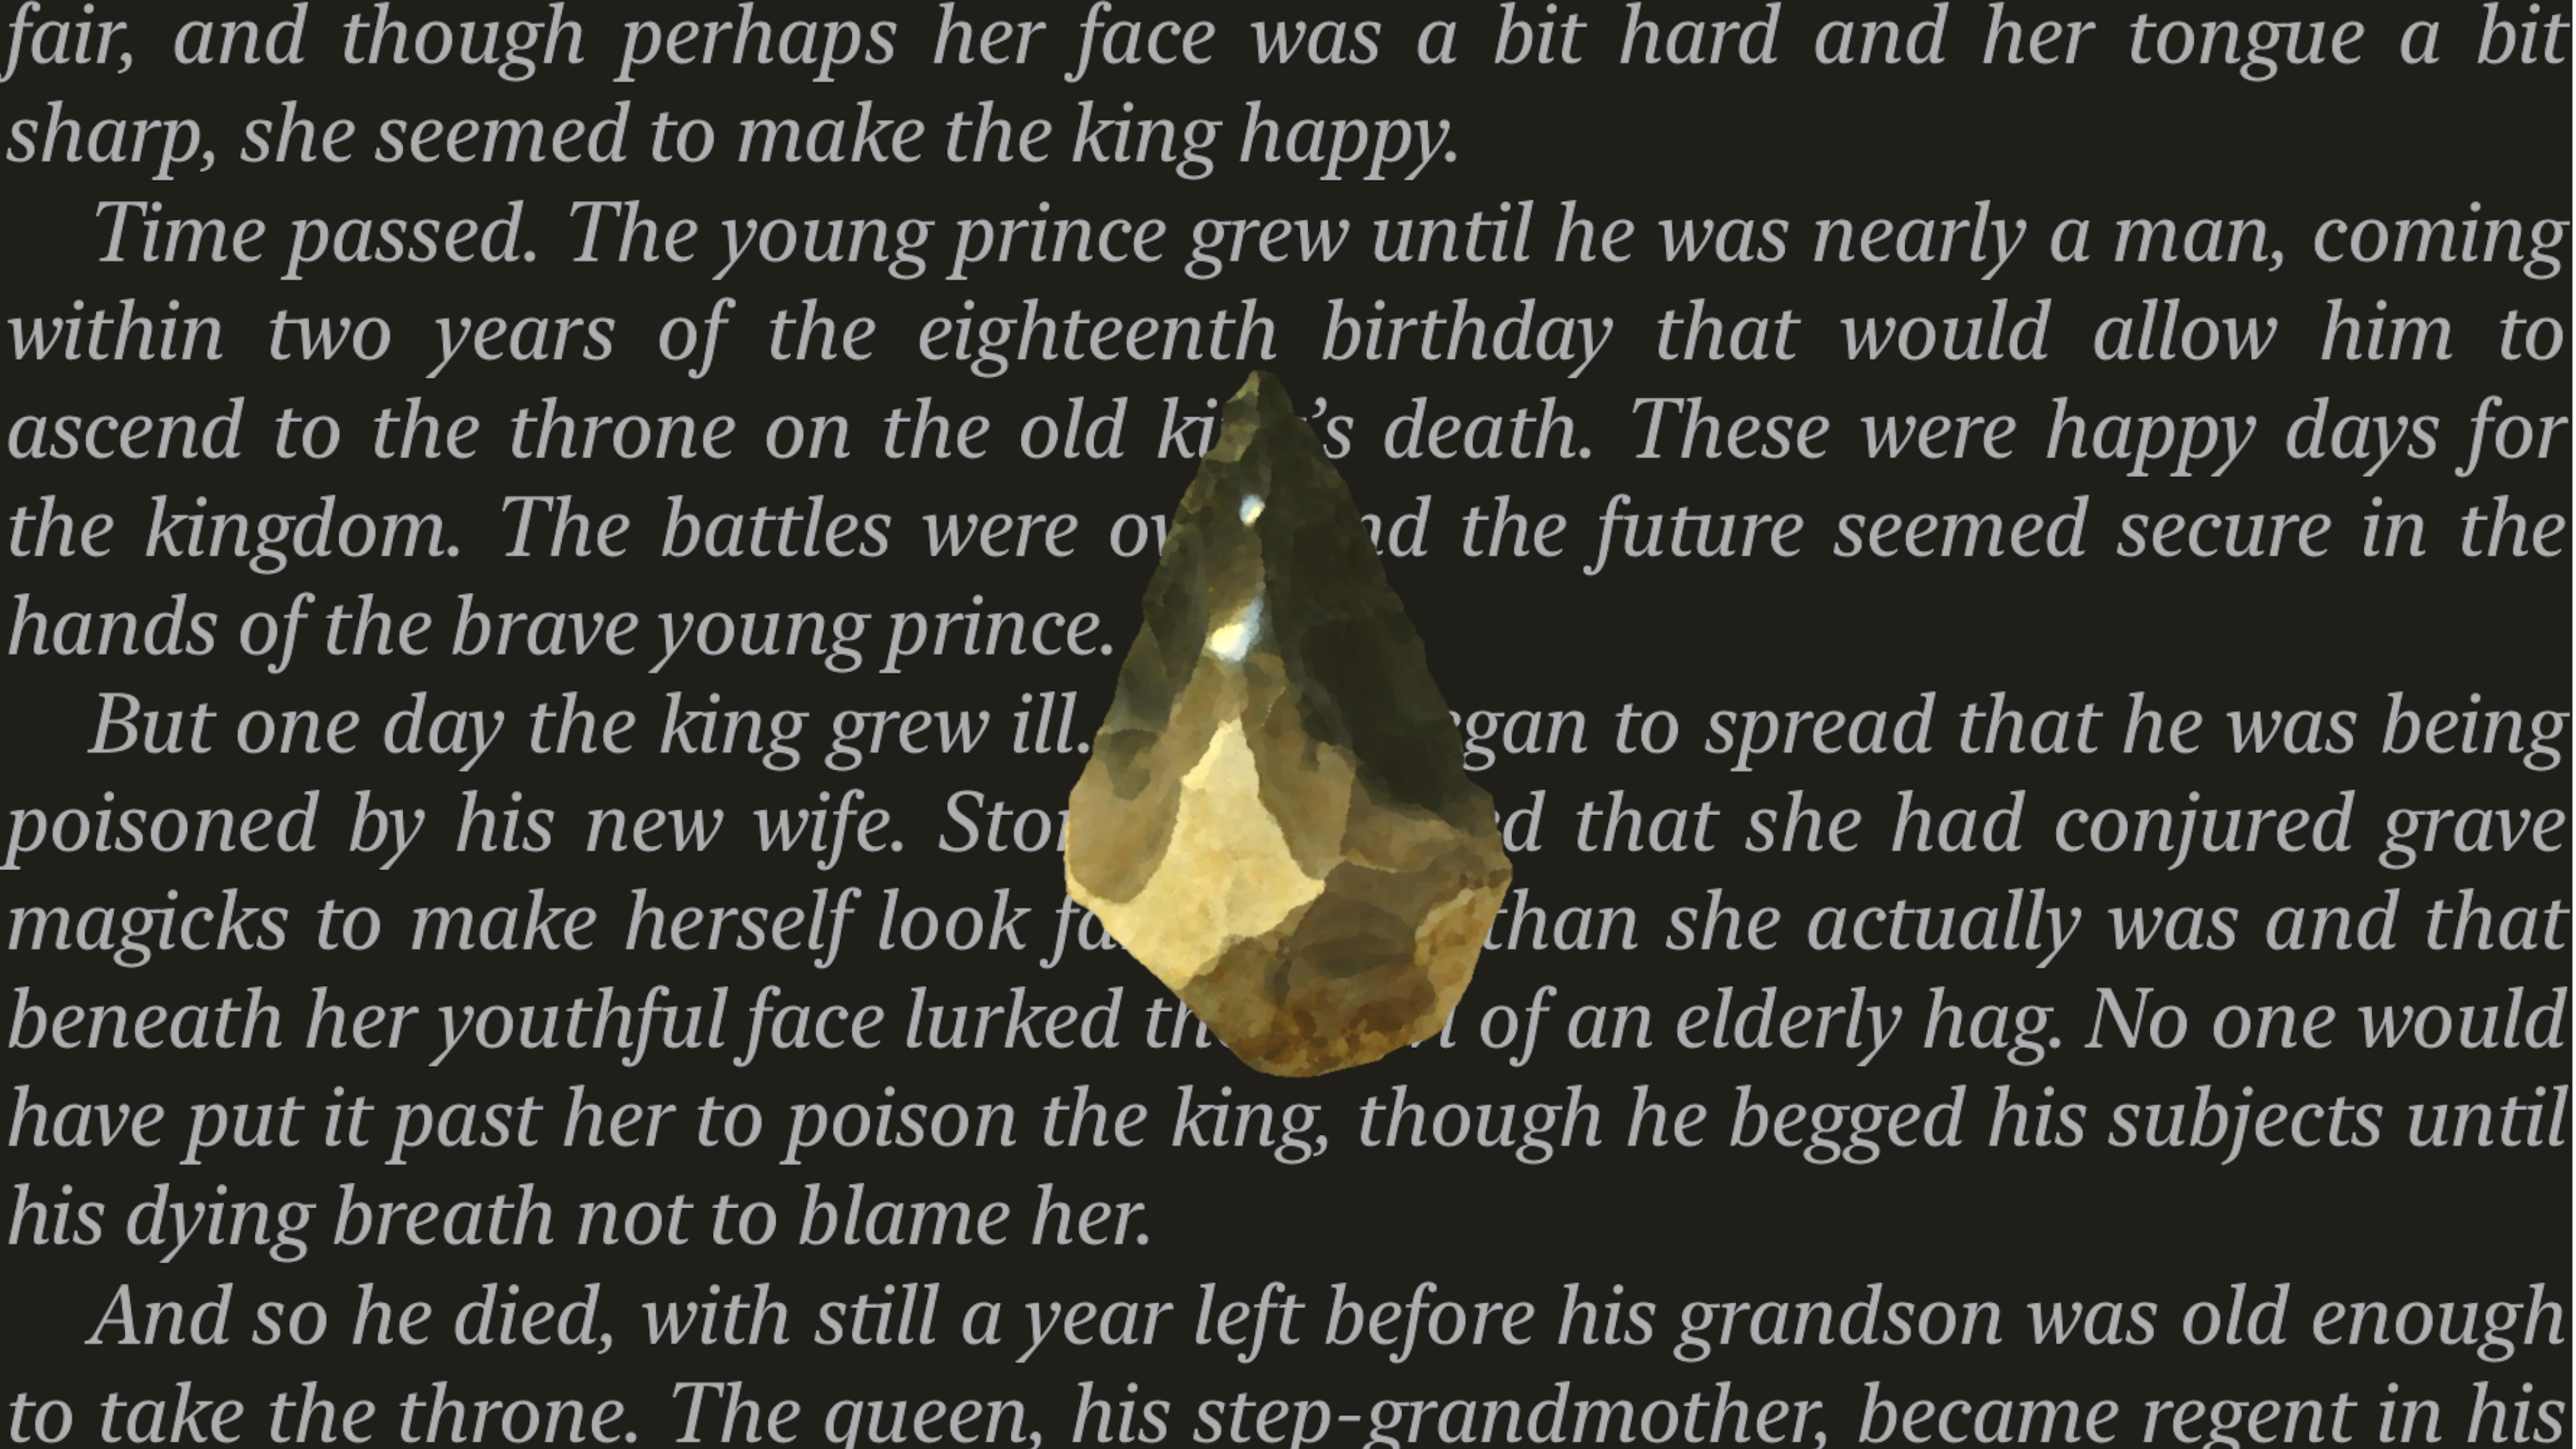 fair, and though perhaps her face was a bit hard and her tongue a bit
sharp, she seemed to make the king happy.
Time passed. The young prince grew until he was nearly a man, coming
within two years of the eighteenth birthday that would allow him to
ascend to the throne on the old death. These were happy days for
the kingdom. The battles were the future seemed secure in the
hands of the brave young prince.
But one day the king grew ill. to spread that he was being
poisoned by his new wife. that she had conjured grave
magicks to make herself look than she actually was and that
beneath her youthful face lurked of an elderly hag. No one would
have put it past her to poison the king, though he begged his subjects until
his dying breath not to blame her.
And so he died, with still a year left before his grandson was old enough
to take the throne. The queen, his step-grandmother, became regent in his